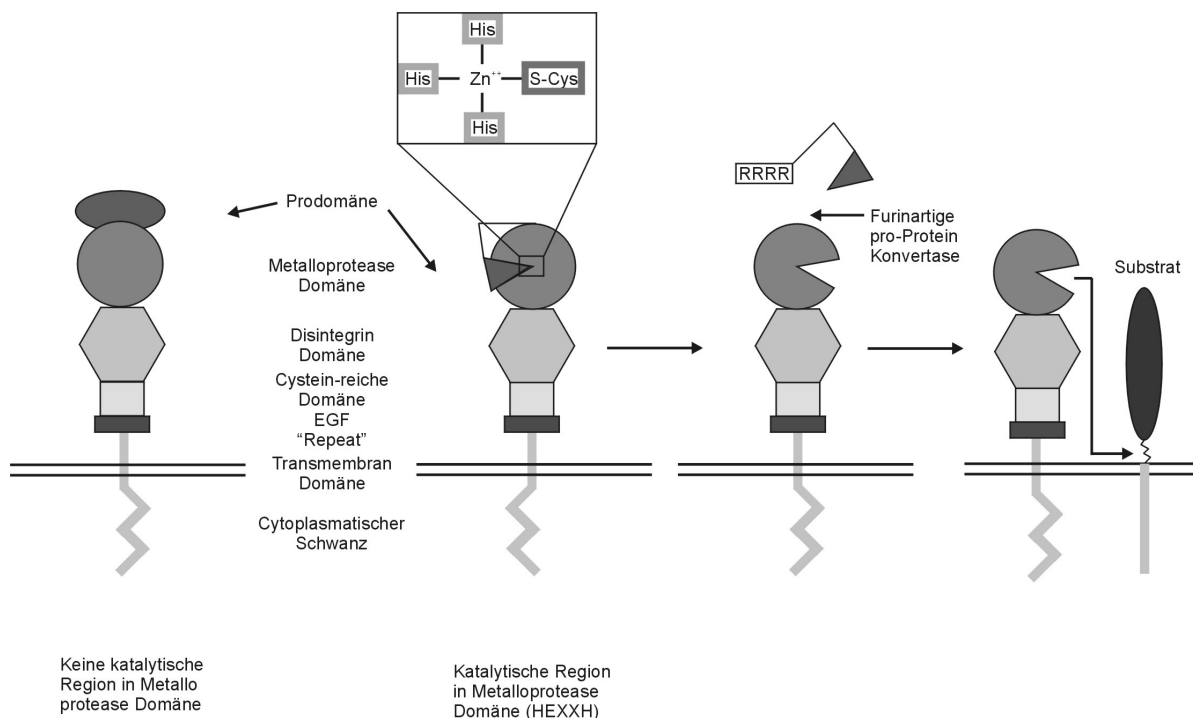 His
His
Zn++
S-Cys
His
RRRR
Prodomäne
Furinartige
pro-Protein
Konvertase
Metalloprotease
Domäne
Substrat
Disintegrin
Domäne
Cystein-reiche
Domäne
EGF
“Repeat”
Transmembran
Domäne
Cytoplasmatischer
Schwanz
Keine katalytische
Region in Metallo
protease Domäne
Katalytische Region
in Metalloprotease
Domäne (HEXXH)